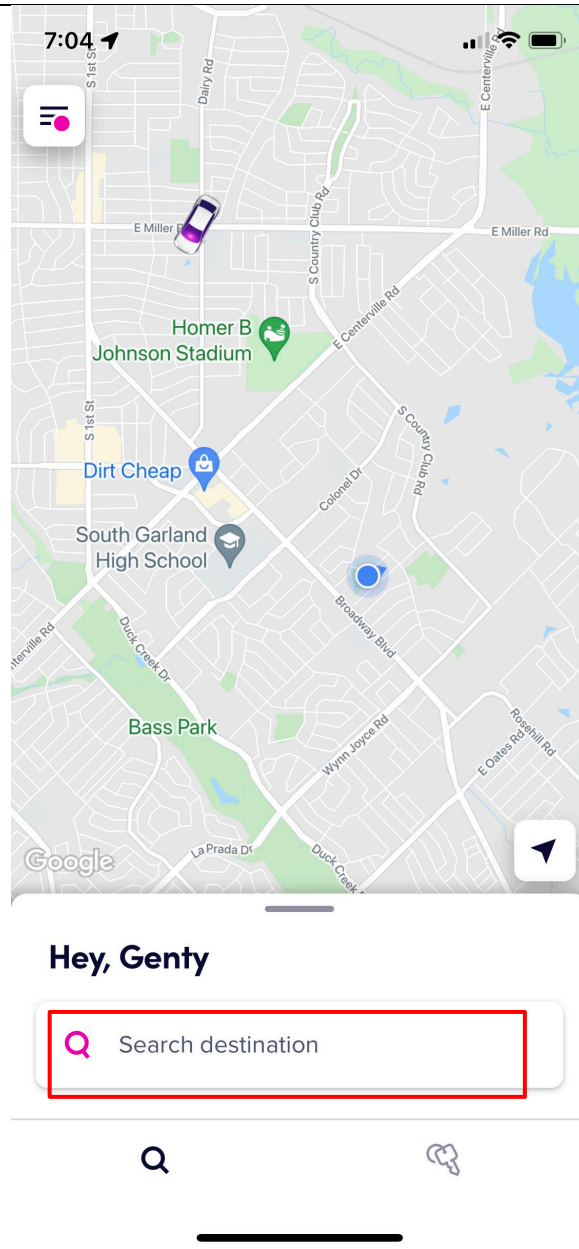 7:04
S 1st St
Dairy Rd
E Centerville Rd
E Miller
E Miller Rd
S Country Club Rd
Homer B
Johnson Stadium
E Centerville Rd
S 1st St
Dirt Cheap
S Country Club Rd
Colonel Dr
South Garland
High School
Broadway Blvd
Duck Creek Dr
terville Rd
Bass Park
Wynn Joyce Rd
Rosehill Rd
E Oates Rd
La Prada Dr
Duck Creek
Google
Hey, Genty
Search destination